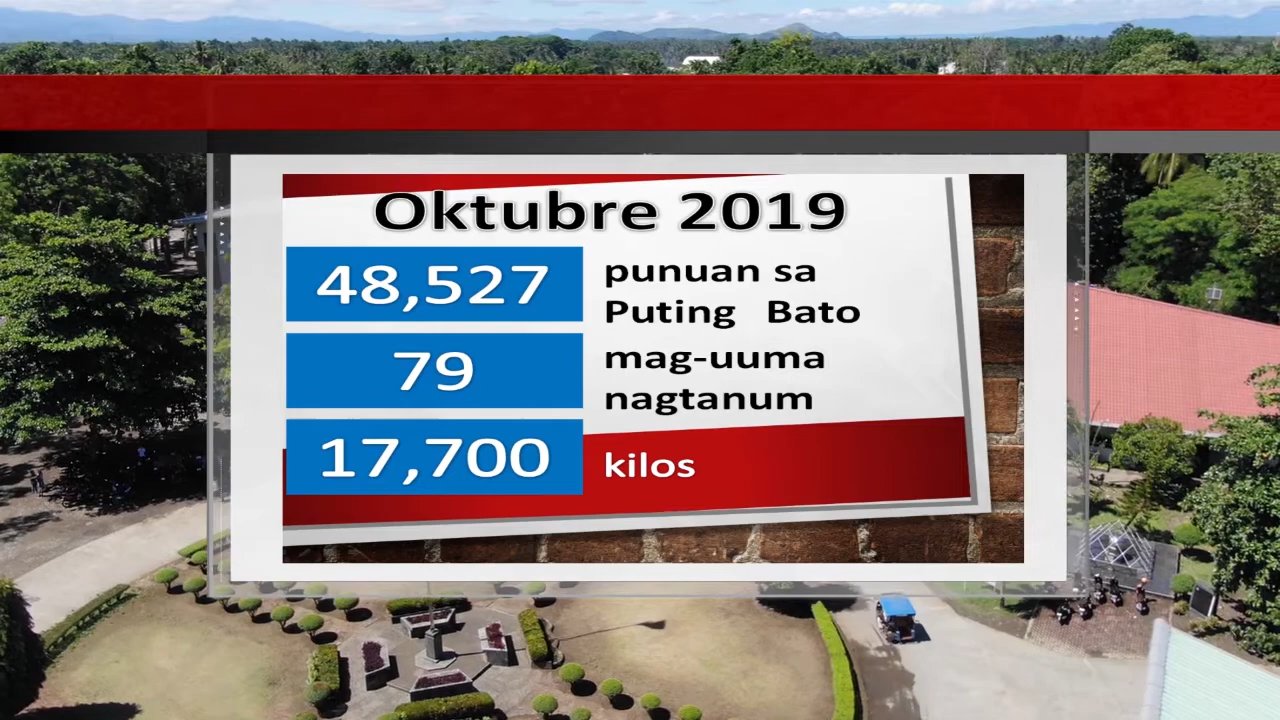 Oktubre 2019
48,527
punuan sa
Puting Bato
79
mag-uuma
nagtanum
17,700
kilos